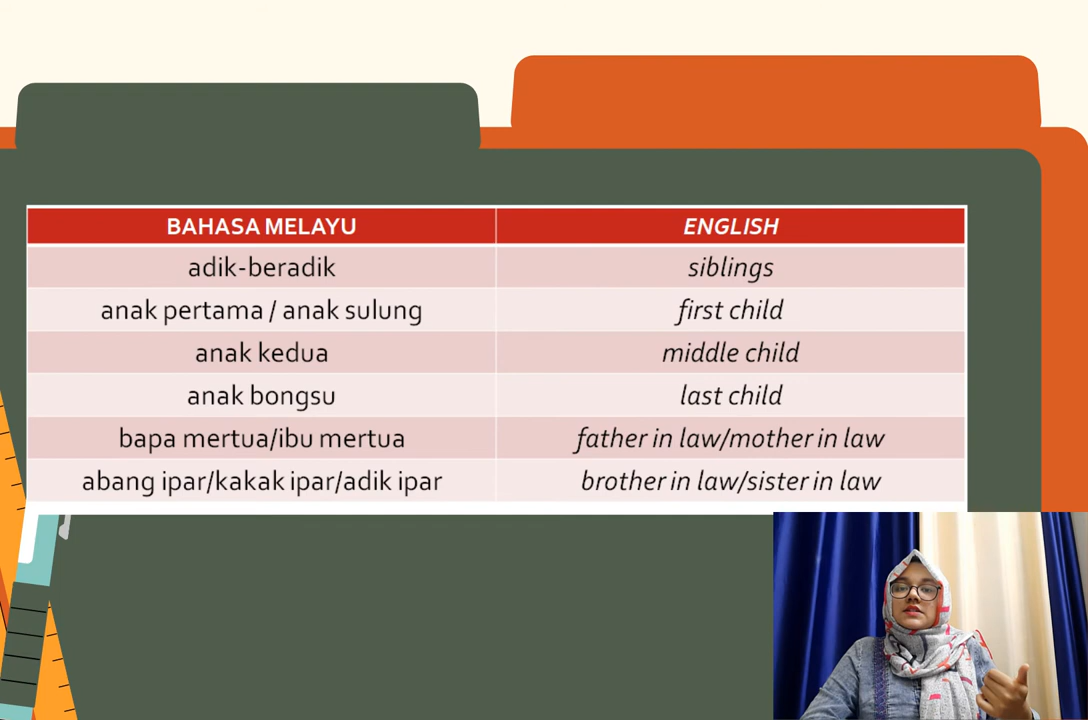 BAHASA MELAYU
ENGLISH
adik-beradik
siblings
anak pertama / anak sulung
first child
anak kedua
middle child
anak bongsu
last child
bapa mertua/ibu mertua
father in law/mother in law
abang ipar/kakak ipar/adik ipar
brother in law/sister in law